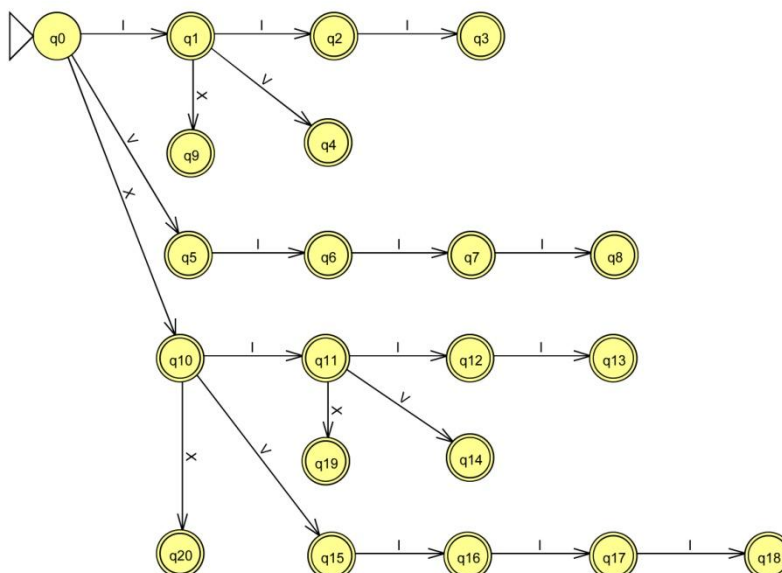 q0 I q1 I q2 I q3
X V
q9 q4
V
X
q5 I q6 I q7 I q8
q10 I q11 I q12 I q13
X V X V
q19 q14
q20 q15 I q16 I q17 I q18